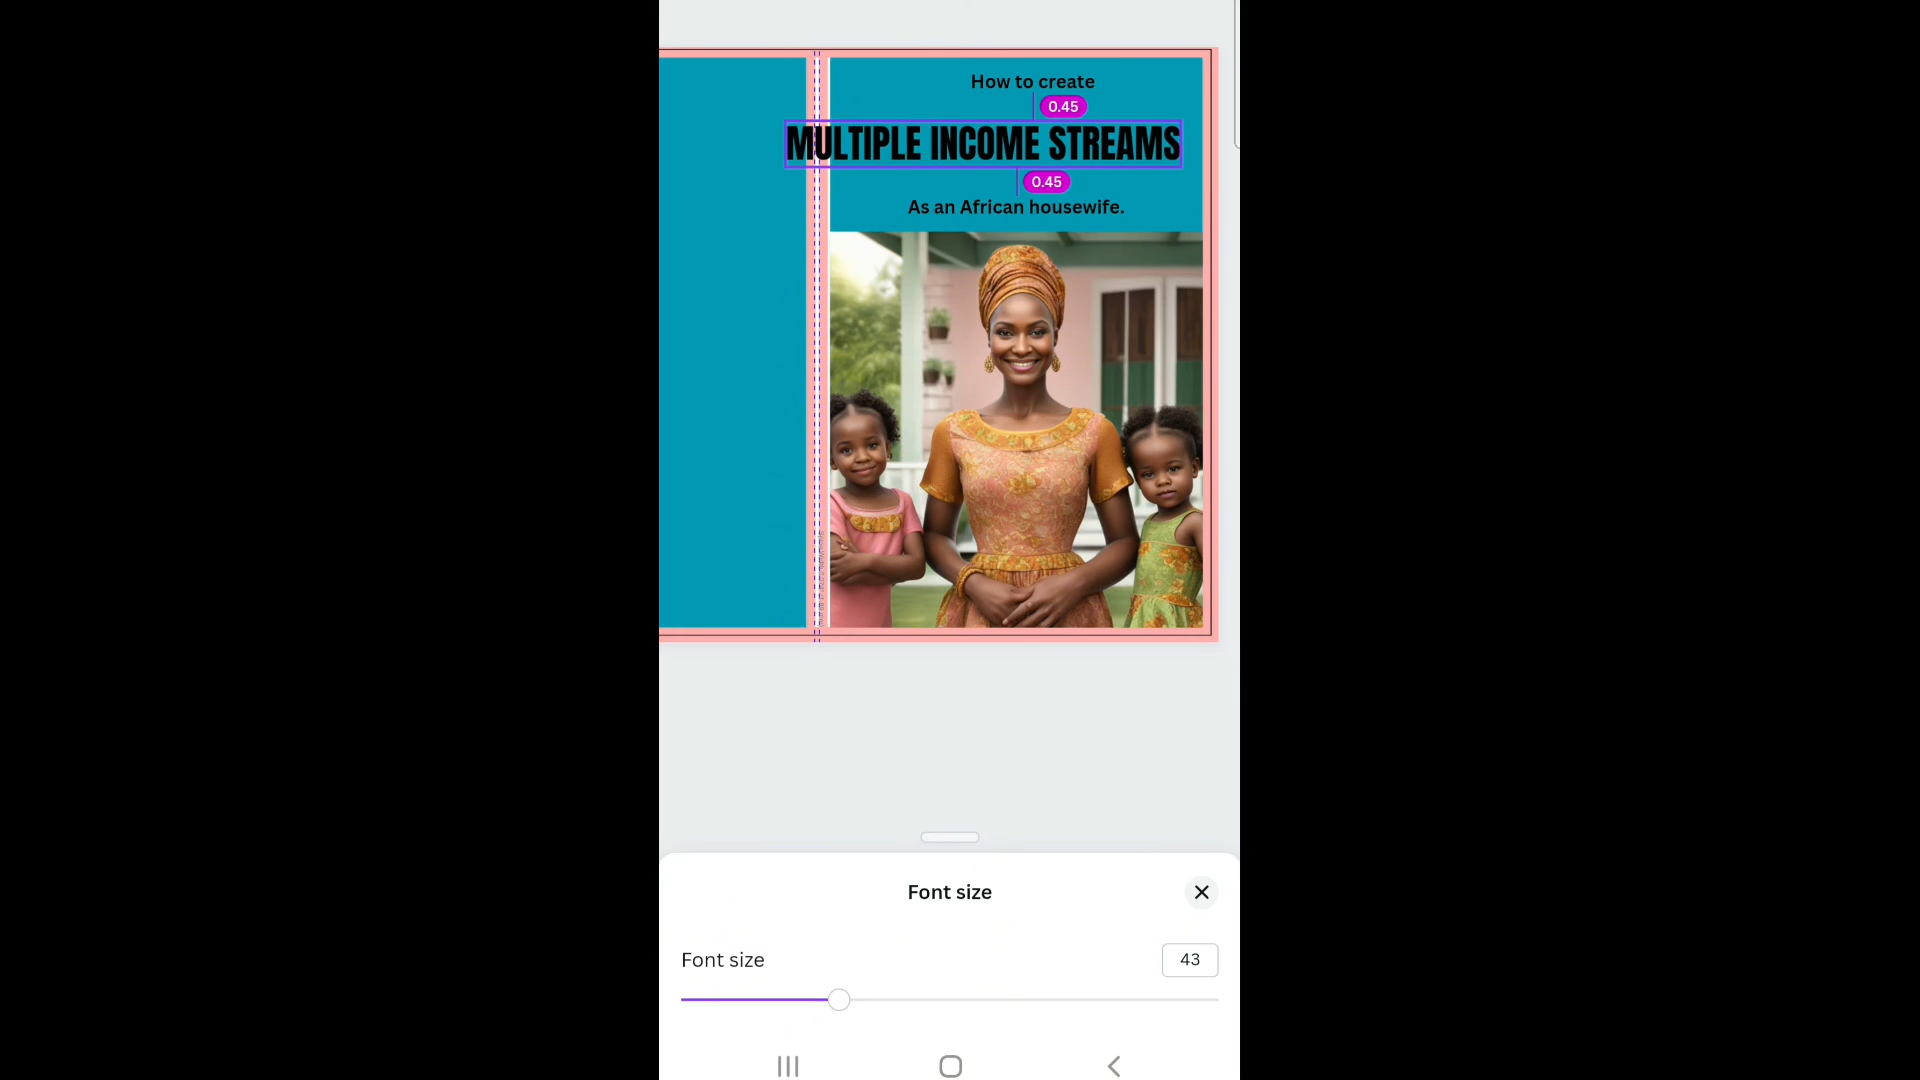 How to create
0.45
MULTIPLE INCOME STREAMS
0.45
As an African housewife.
Font size
Font size
43